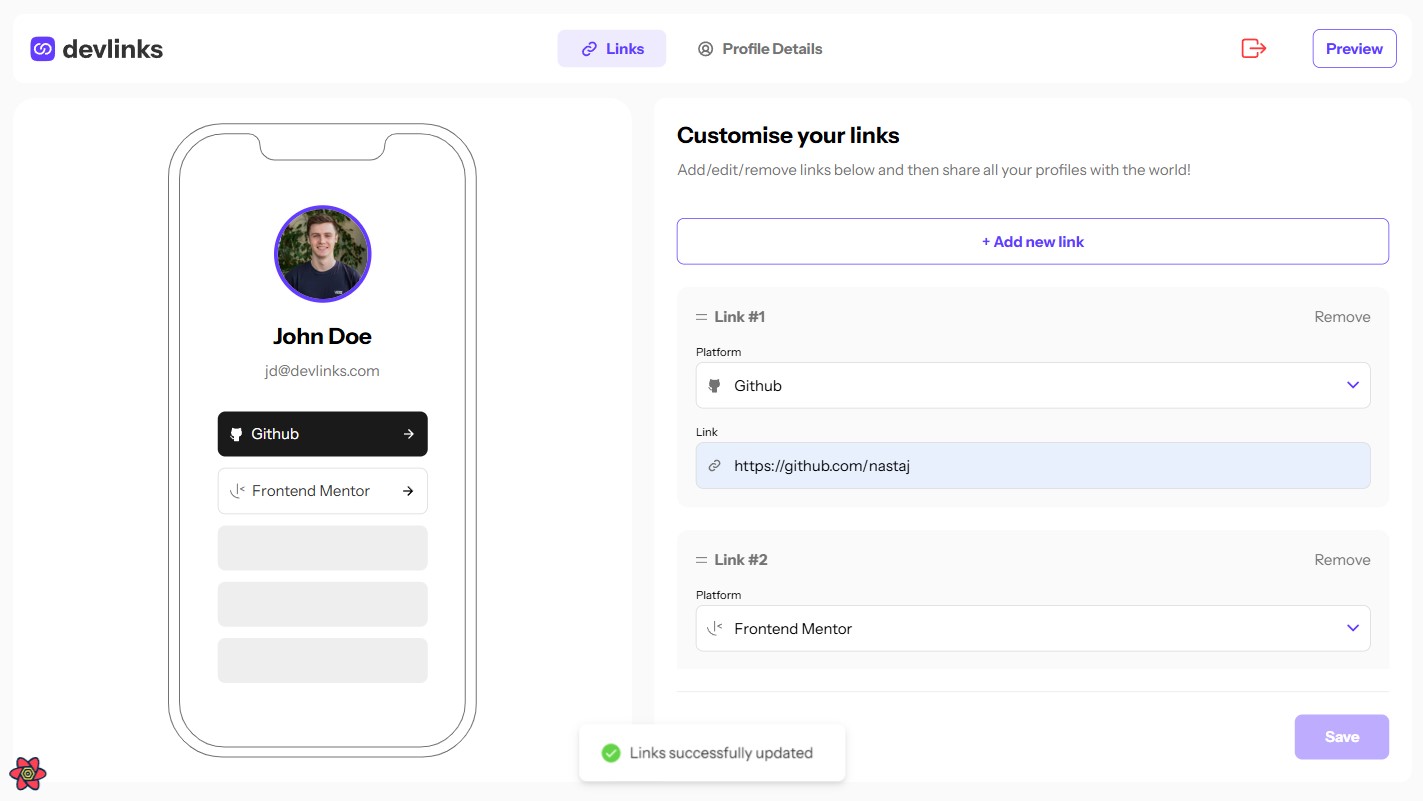 devlinks
Links
Profile Details
Preview
John Doe
jd@devlinks.com
Github
Frontend Mentor
Customise your links
Add/edit/remove links below and then share all your profiles with the world!
+ Add new link
Link #1
Remove
Platform
Github
Link
https://github.com/nastaj
Link #2
Remove
Platform
Frontend Mentor
Save
Links successfully updated